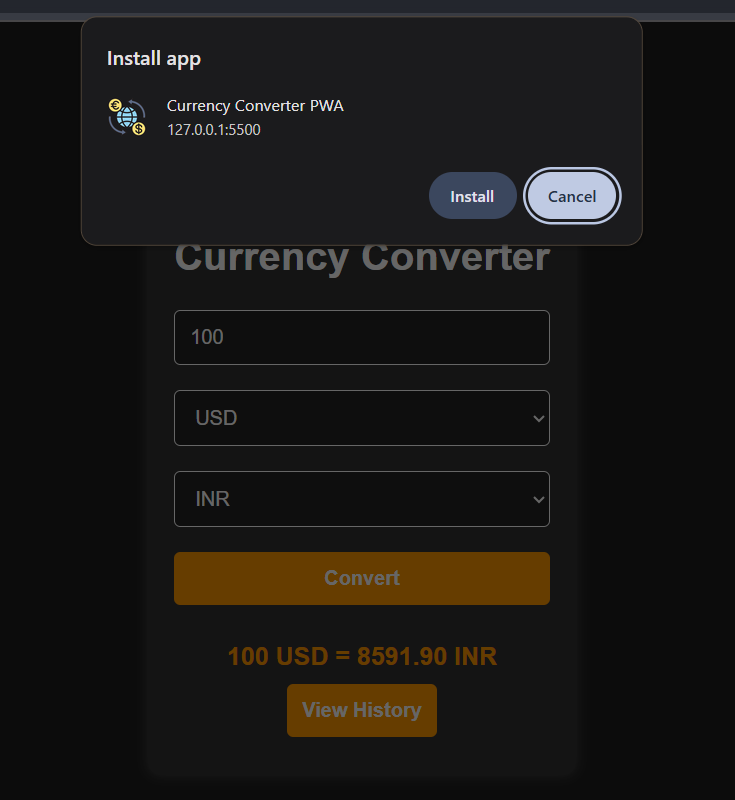 Install app
Currency Converter PWA
127.0.0.1:5500
Install
Cancel
Currency Converter
100
USD
INR
Convert
100 USD = 8591.90 INR
View History